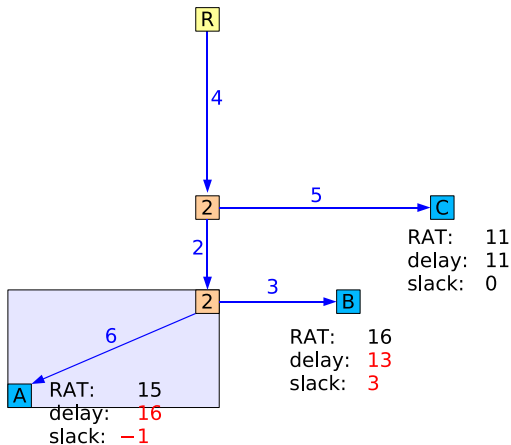 R
4
2
5
C
RAT: 11
delay: 11
slack: 0
2
2
3
B
RAT: 16
delay: 13
slack: 3
6
A
RAT: 15
delay: 16
slack: −1